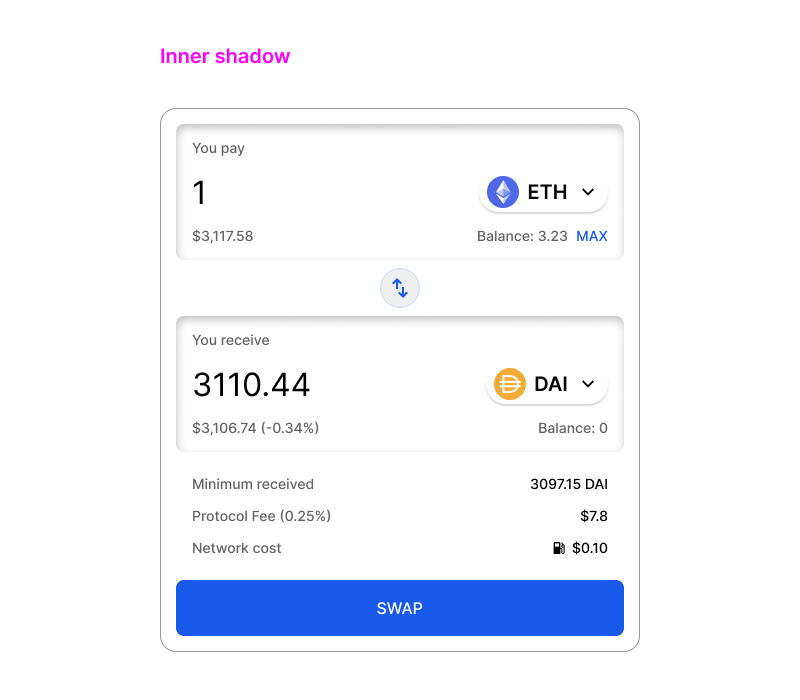 Inner shadow
You pay
1 ETH
$3,117.58 Balance: 3.23 MAX
You receive
3110.44 DAI
$3,106.74 (-0.34%) Balance: 0
Minimum received 3097.15 DAI
Protocol Fee (0.25%) $7.8
Network cost $0.10
SWAP